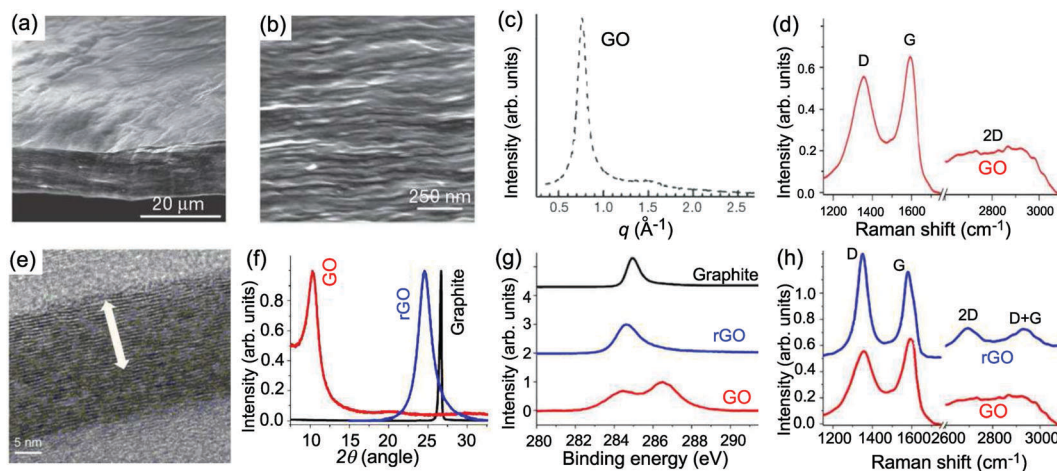 (a)
20 μm
(b)
250 nm
(c)
GO
Intensity (arb. units)
0.5 1.0 1.5 2.0 2.5
q (Å-1)
(d)
D
G
2D
GO
Intensity (arb. units)
0.6
0.4
0.2
0.0
1200 1400 1600 2800 3000
Raman shift (cm-1)
(e)
5 nm
(f)
GO
rGO
Graphite
Intensity (arb. units)
1.0
0.8
0.6
0.4
0.2
0.0
10 15 20 25 30
2θ (angle)
(g)
Graphite
rGO
GO
Intensity (arb. units)
4
2
1
0
280 282 284 286 288 290
Binding energy (eV)
(h)
D
G
2D
D+G
rGO
GO
Intensity (arb. units)
1.2
1.0
0.8
0.6
0.4
0.2
0.0
1200 1400 1600 2600 2800 3000
Raman shift (cm-1)